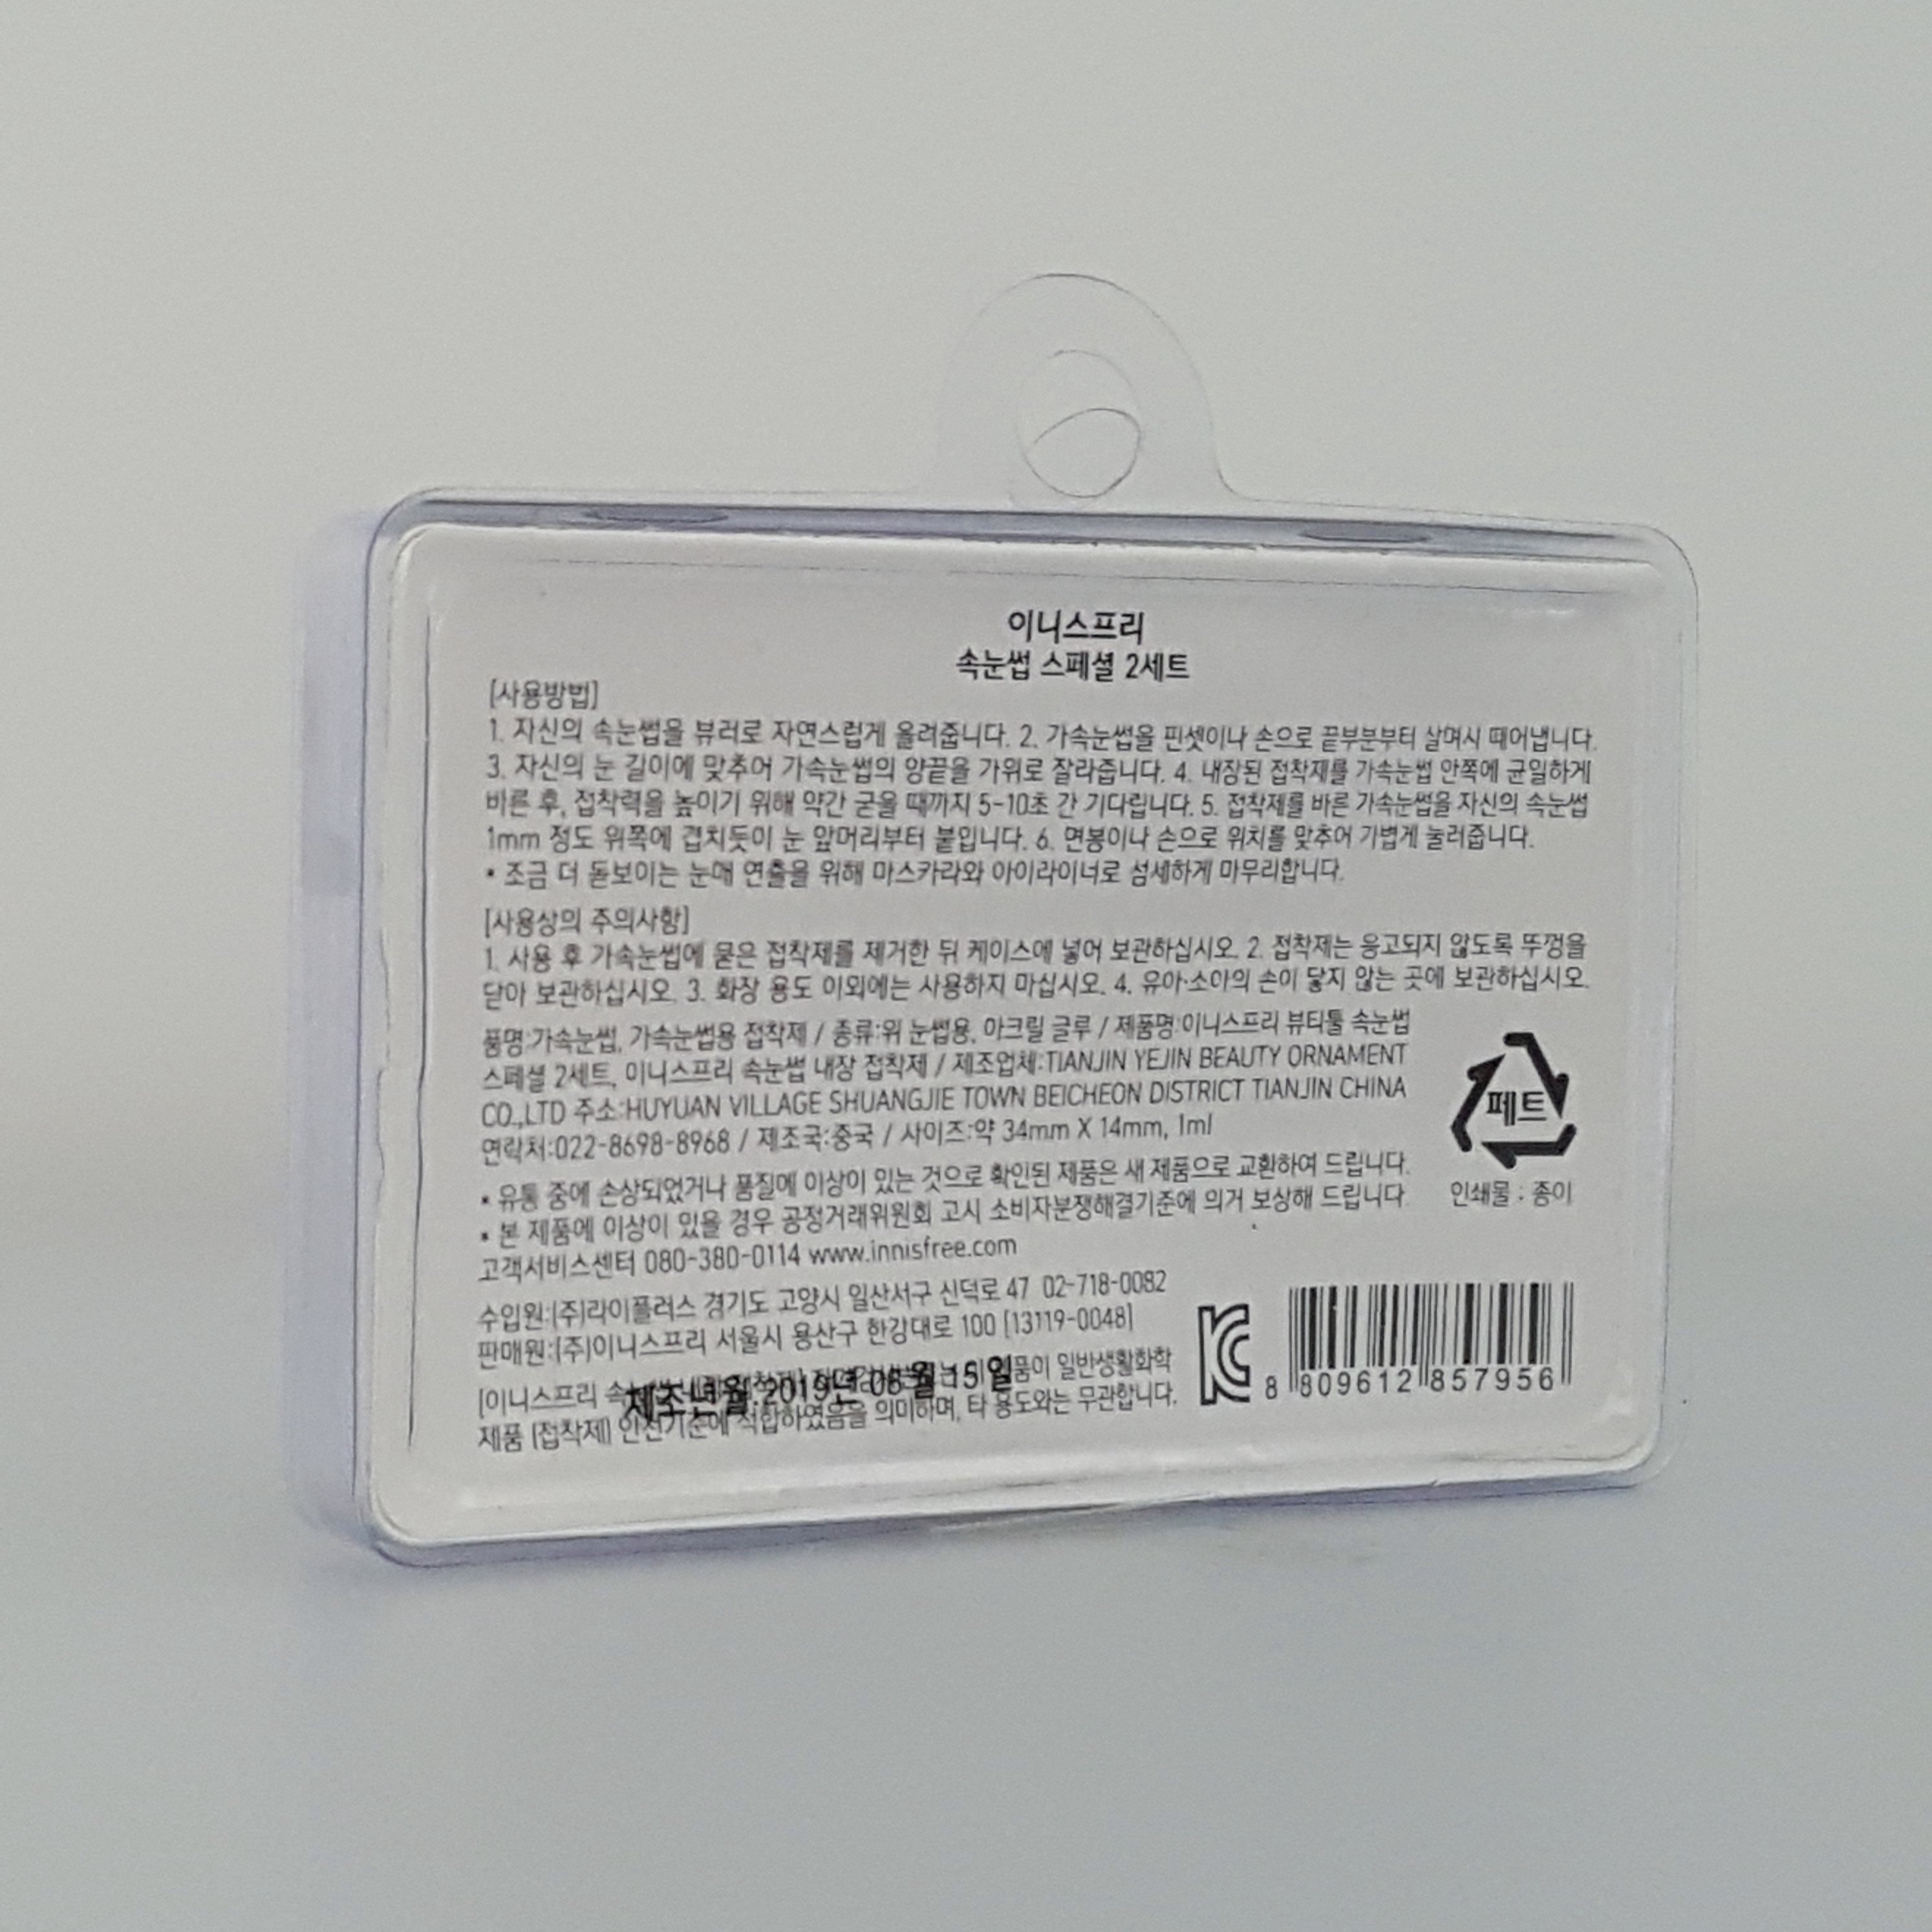 이니스프리
속눈썹 스페셜 2세트
[사용방법]
1. 자신의 속눈썹을 뷰러로 자연스럽게 올려줍니다. 2. 가속눈썹을 핀셋이나 손으로 끝부분부터 살며시 떼어냅니다.
3. 자신의 눈 길이에 맞추어 가속눈썹의 양끝을 가위로 잘라줍니다. 4. 내장된 접착제를 가속눈썹 안쪽에 균일하게
바른 후, 접착력을 높이기 위해 약간 굳을 때까지 5~10초 간 기다립니다. 5. 접착제를 바른 가속눈썹을 자신의 속눈썹
1mm 정도 위쪽에 겹치듯이 눈 앞머리부터 붙입니다. 6. 면봉이나 손으로 위치를 맞추어 가볍게 눌러줍니다.
• 조금 더 돋보이는 눈매 연출을 위해 마스카라와 아이라이너로 섬세하게 마무리합니다.
[사용상의 주의사항]
1. 사용 후 가속눈썹에 묻은 접착제를 제거한 뒤 케이스에 넣어 보관하십시오. 2. 접착제는 응고되지 않도록 뚜껑을
닫아 보관하십시오. 3. 화장 용도 이외에는 사용하지 마십시오. 4. 유아·소아의 손이 닿지 않는 곳에 보관하십시오.
품명:가속눈썹, 가속눈썹용 접착제 / 종류:위 눈썹용, 아크릴 글루 / 제품명:이니스프리 뷰티툴 속눈썹
스페셜 2세트, 이니스프리 속눈썹 내장 접착제 / 제조업체:TIANJIN YEJIN BEAUTY ORNAMENT
CO.,LTD 주소:HUYUAN VILLAGE SHUANGJIE TOWN BEICHEON DISTRICT TIANJIN CHINA
연락처:022-8698-8968 / 제조국:중국 / 사이즈:약 34mm X 14mm, 1ml
• 유통 중에 손상되었거나 품질에 이상이 있는 것으로 확인된 제품은 새 제품으로 교환하여 드립니다.
• 본 제품에 이상이 있을 경우 공정거래위원회 고시 소비자분쟁해결기준에 의거 보상해 드립니다.
고객서비스센터 080-380-0114 www.innisfree.com
페트
인쇄물 : 종이
수입원:(주)라이플러스 경기도 고양시 일산서구 신덕로 47 02-718-0082
판매원:(주)이니스프리 서울시 용산구 한강대로 100 [13119-0048]
[이니스프리 속눈썹 내장 접착제] 품이 일반생활화학
제품 [접착제] 안전기준에 적합하였음을 의미하며, 타 용도와는 무관합니다.
제조년월:2019년 08월 15일
KC
8 809612 857956